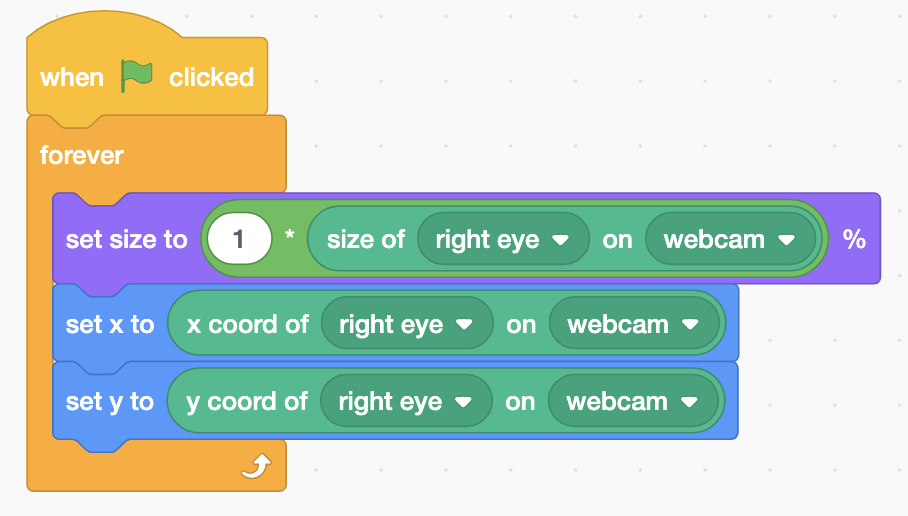 when clicked
forever
set size to 1 * size of right eye on webcam %
set x to x coord of right eye on webcam
set y to y coord of right eye on webcam